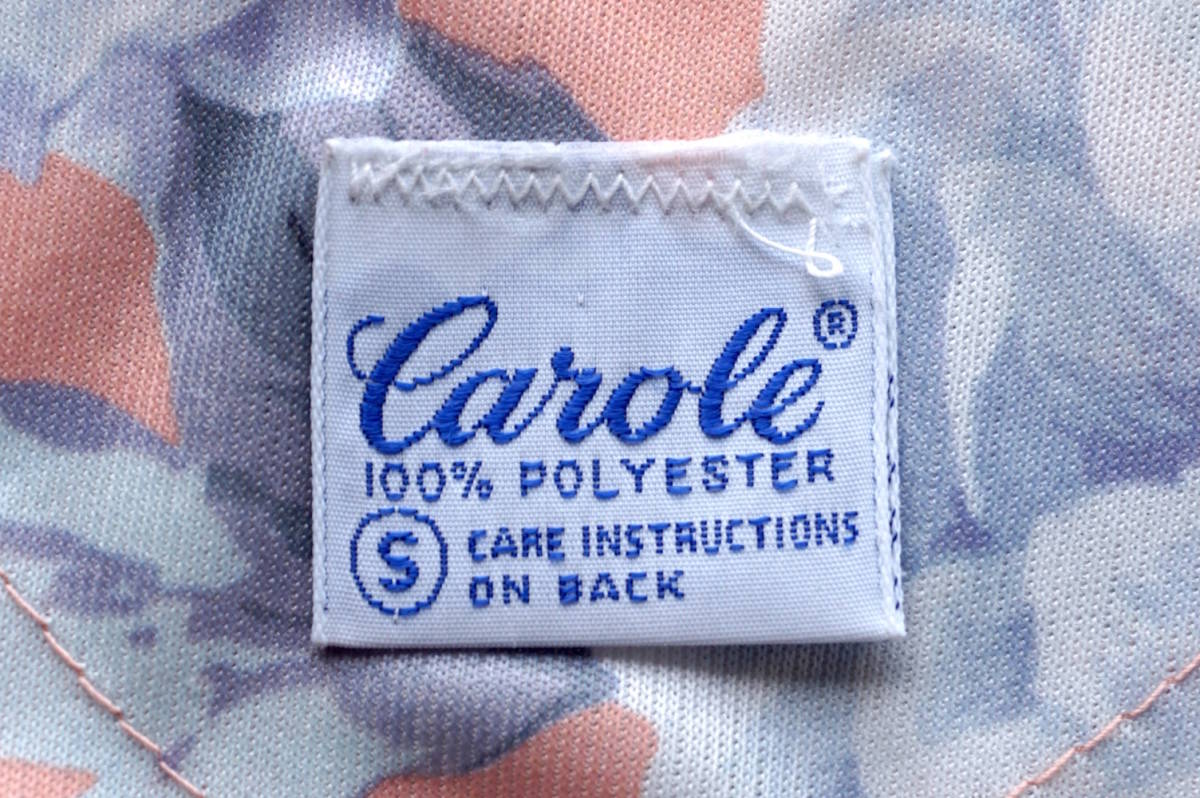 Carole®
100% POLYESTER
S CARE INSTRUCTIONS
ON BACK